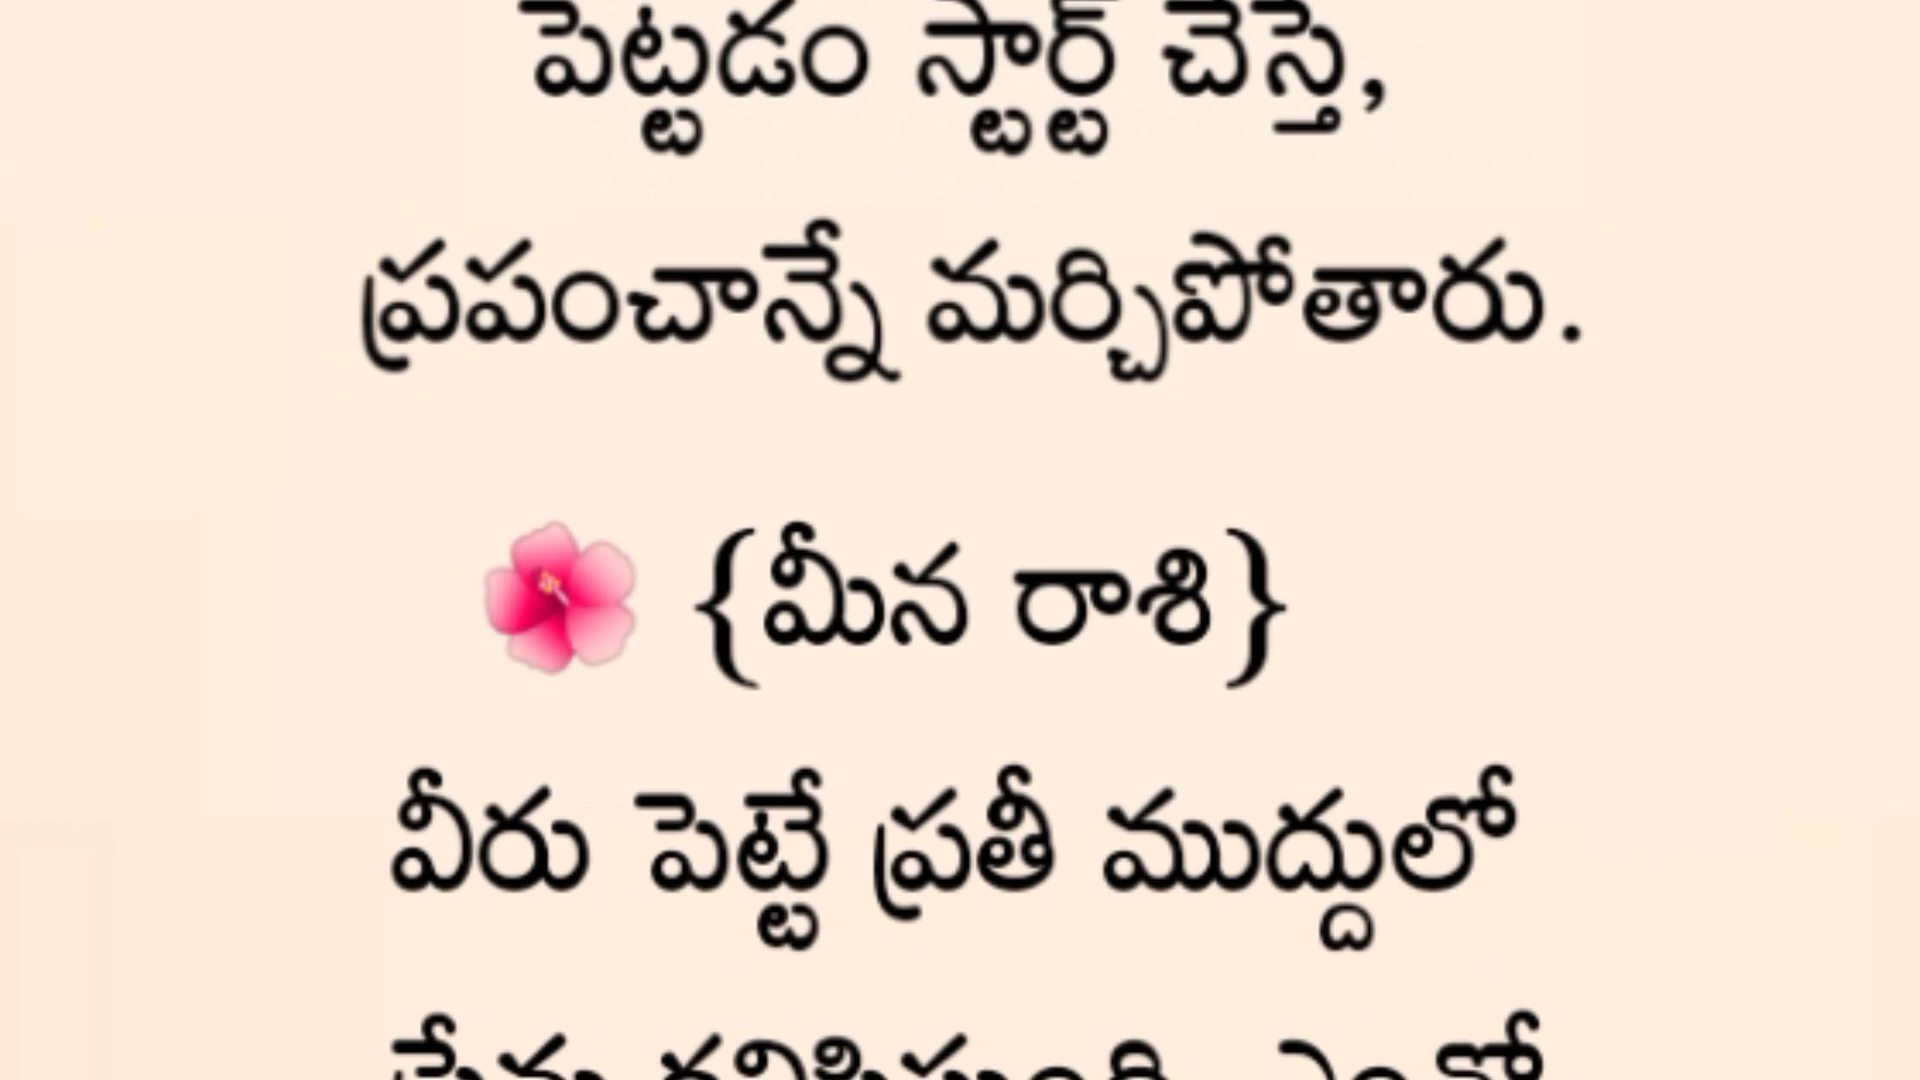 పెట్టడం స్టార్ట్ చేస్తే,
ప్రపంచాన్నే మర్చిపోతారు.
{మీన రాశి}
వీరు పెట్టే ప్రతీ ముద్దులో